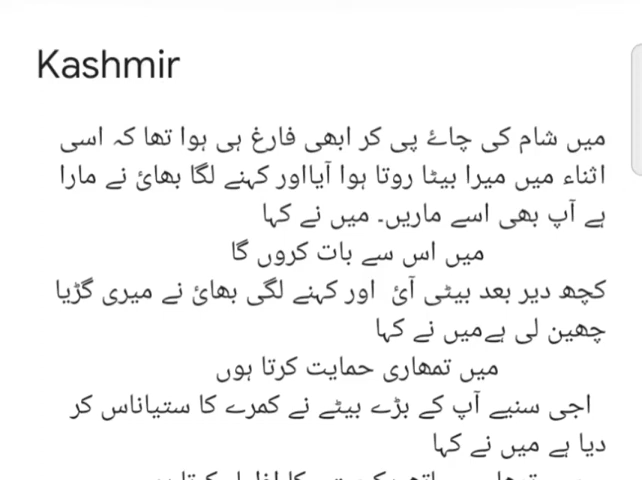 Kashmir
میں شام کی چاۓ پی کر ابھی فارغ ہی ہوا تھا کہ اسی
اثناء میں میرا بیٹا روتا ہوا آیااور کہنے لگا بھائ نے مارا
ہے آپ بھی اسے ماریں۔ میں نے کہا
میں اس سے بات کروں گا
کچھ دیر بعد بیٹی آئ اور کہنے لگی بھائ نے میری گڑیا
چھین لی ہےمیں نے کہا
میں تمھاری حمایت کرتا ہوں
اجی سنیے آپ کے بڑے بیٹے نے کمرے کا ستیاناس کر
دیا ہے میں نے کہا